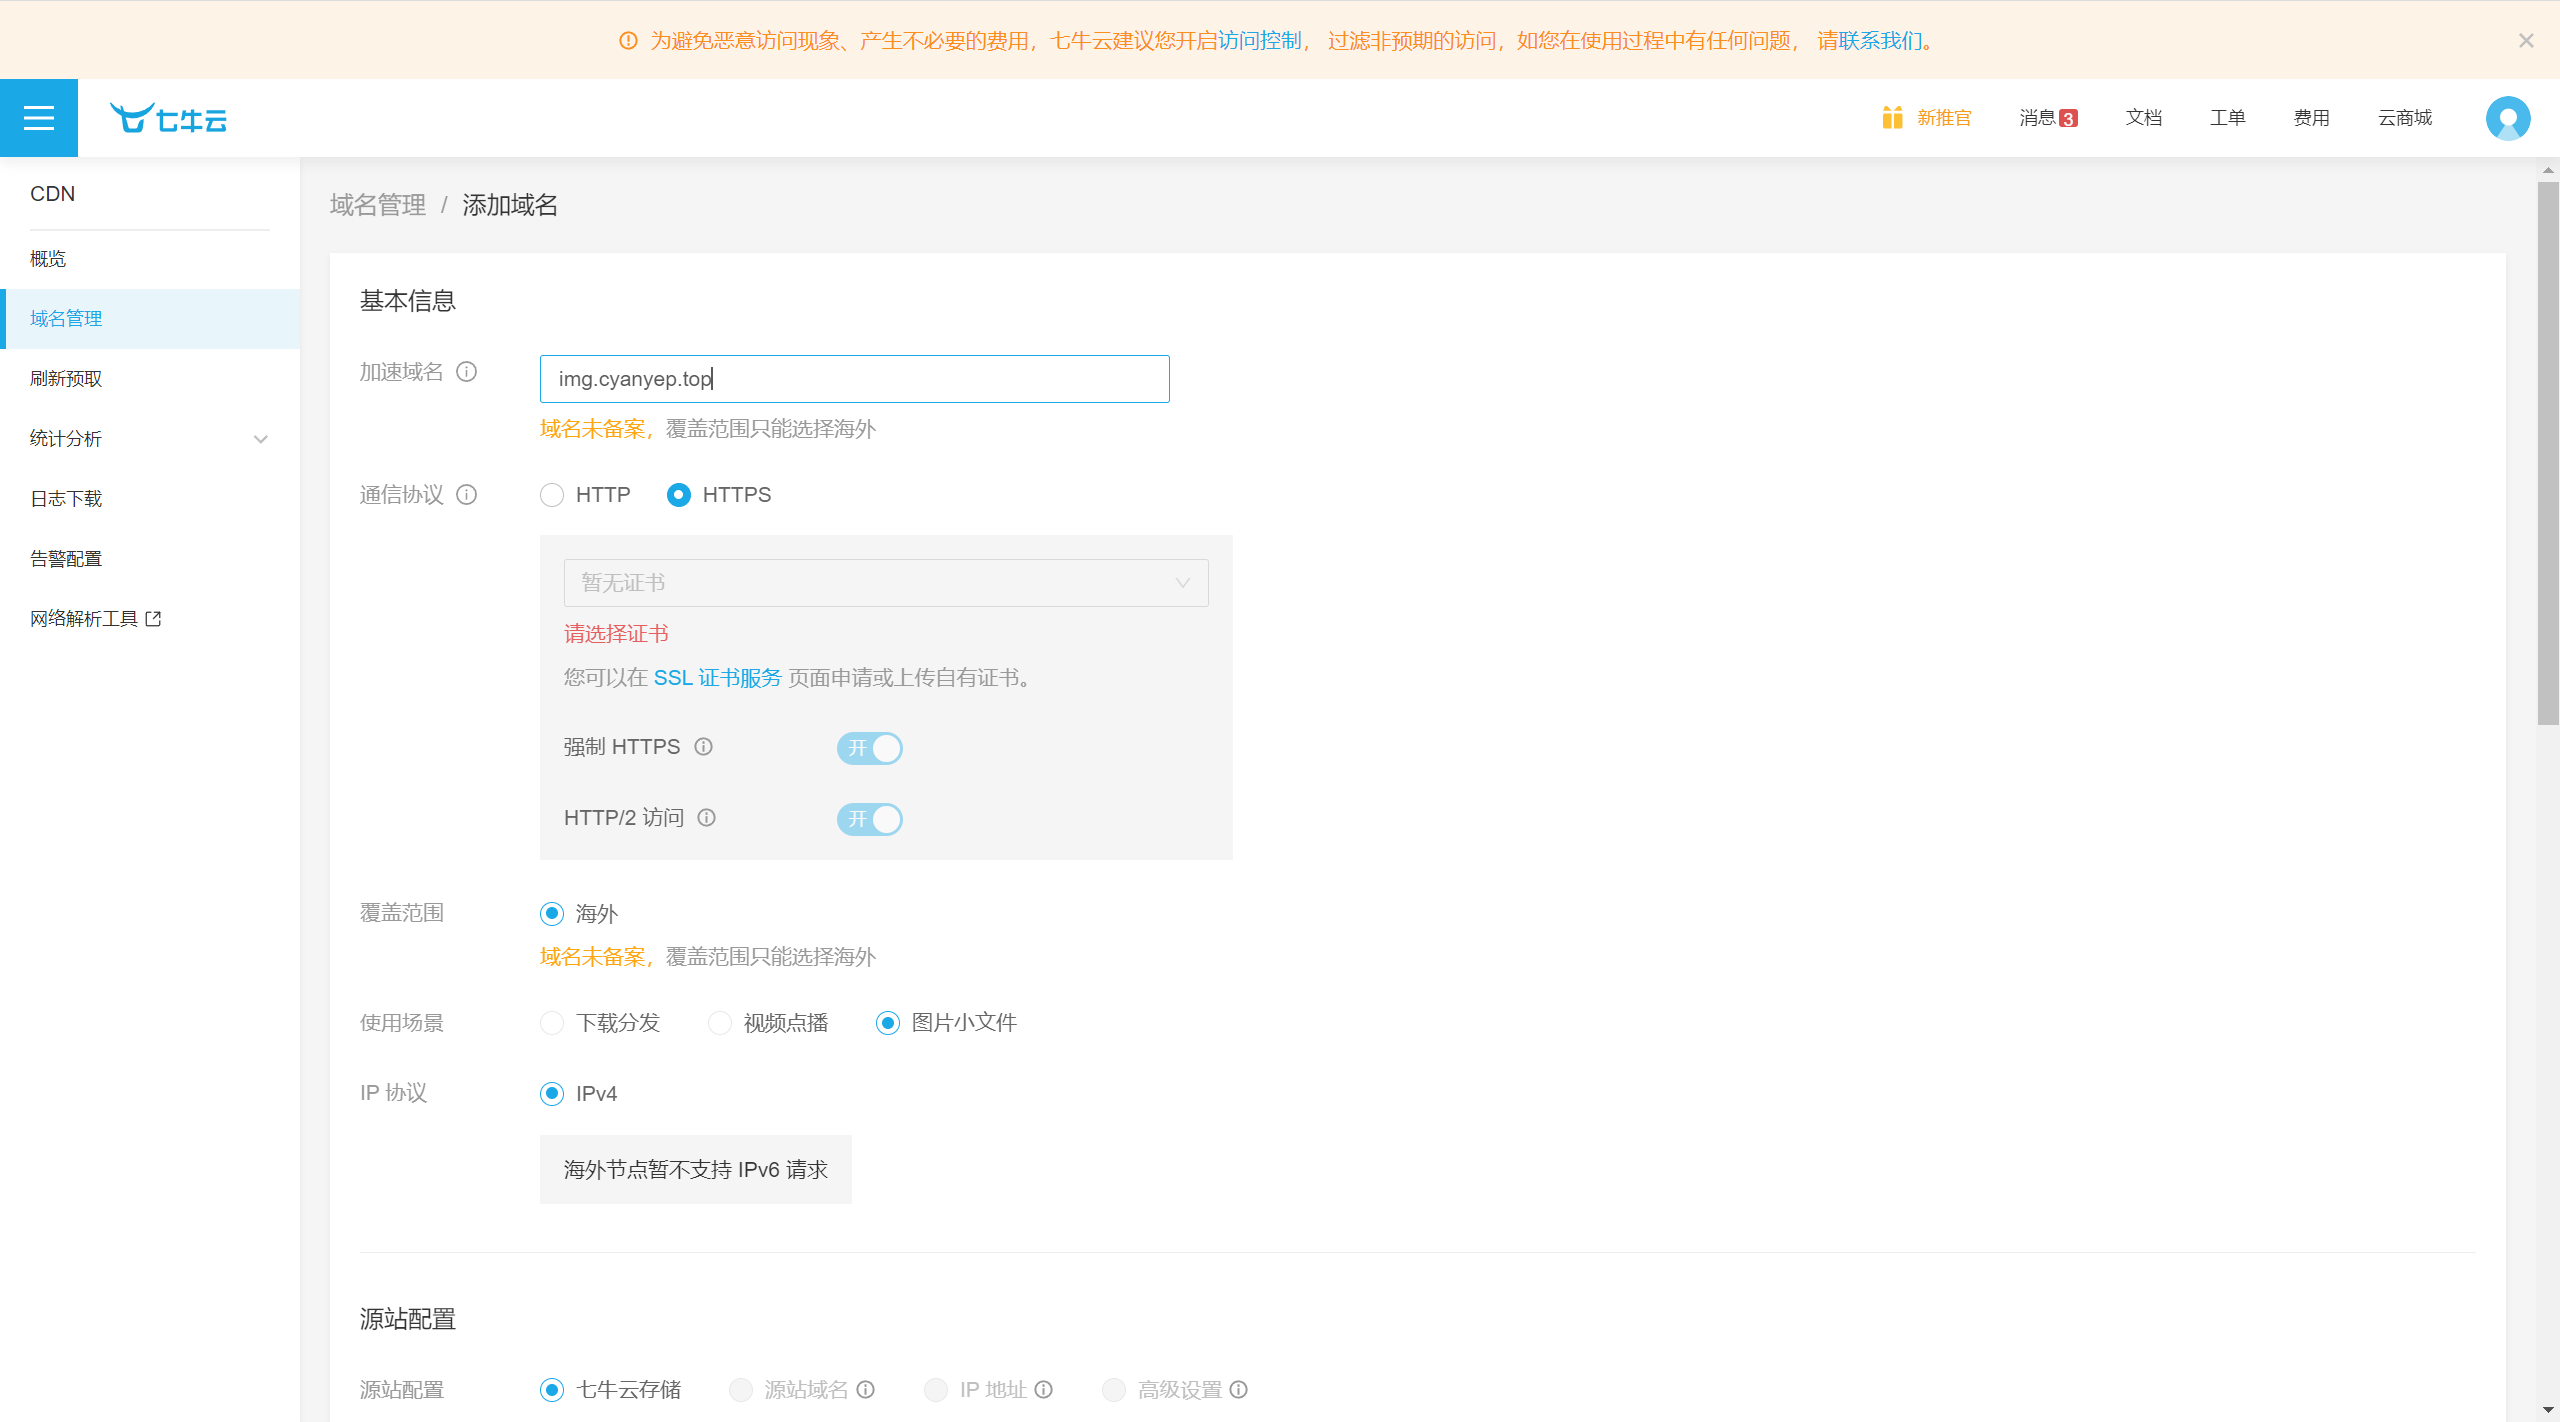 为避免恶意访问现象、产生不必要的费用，七牛云建议您开启访问控制， 过滤非预期的访问，如您在使用过程中有任何问题， 请联系我们。
七牛云
新推官
消息 3
文档
工单
费用
云商城
CDN
概览
域名管理
刷新预取
统计分析
日志下载
告警配置
网络解析工具
域名管理 / 添加域名
基本信息
加速域名
img.cyanyep.top
域名未备案，覆盖范围只能选择海外
通信协议
HTTP
HTTPS
暂无证书
请选择证书
您可以在 SSL 证书服务 页面申请或上传自有证书。
强制 HTTPS
开
HTTP/2 访问
开
覆盖范围
海外
域名未备案，覆盖范围只能选择海外
使用场景
下载分发
视频点播
图片小文件
IP 协议
IPv4
海外节点暂不支持 IPv6 请求
源站配置
源站配置
七牛云存储
源站域名
IP 地址
高级设置